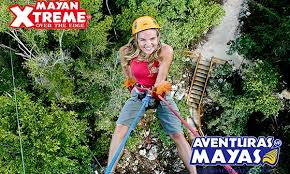 MAYAN
XTREME
OVER THE EDGE
AVENTURAS
MAYAS